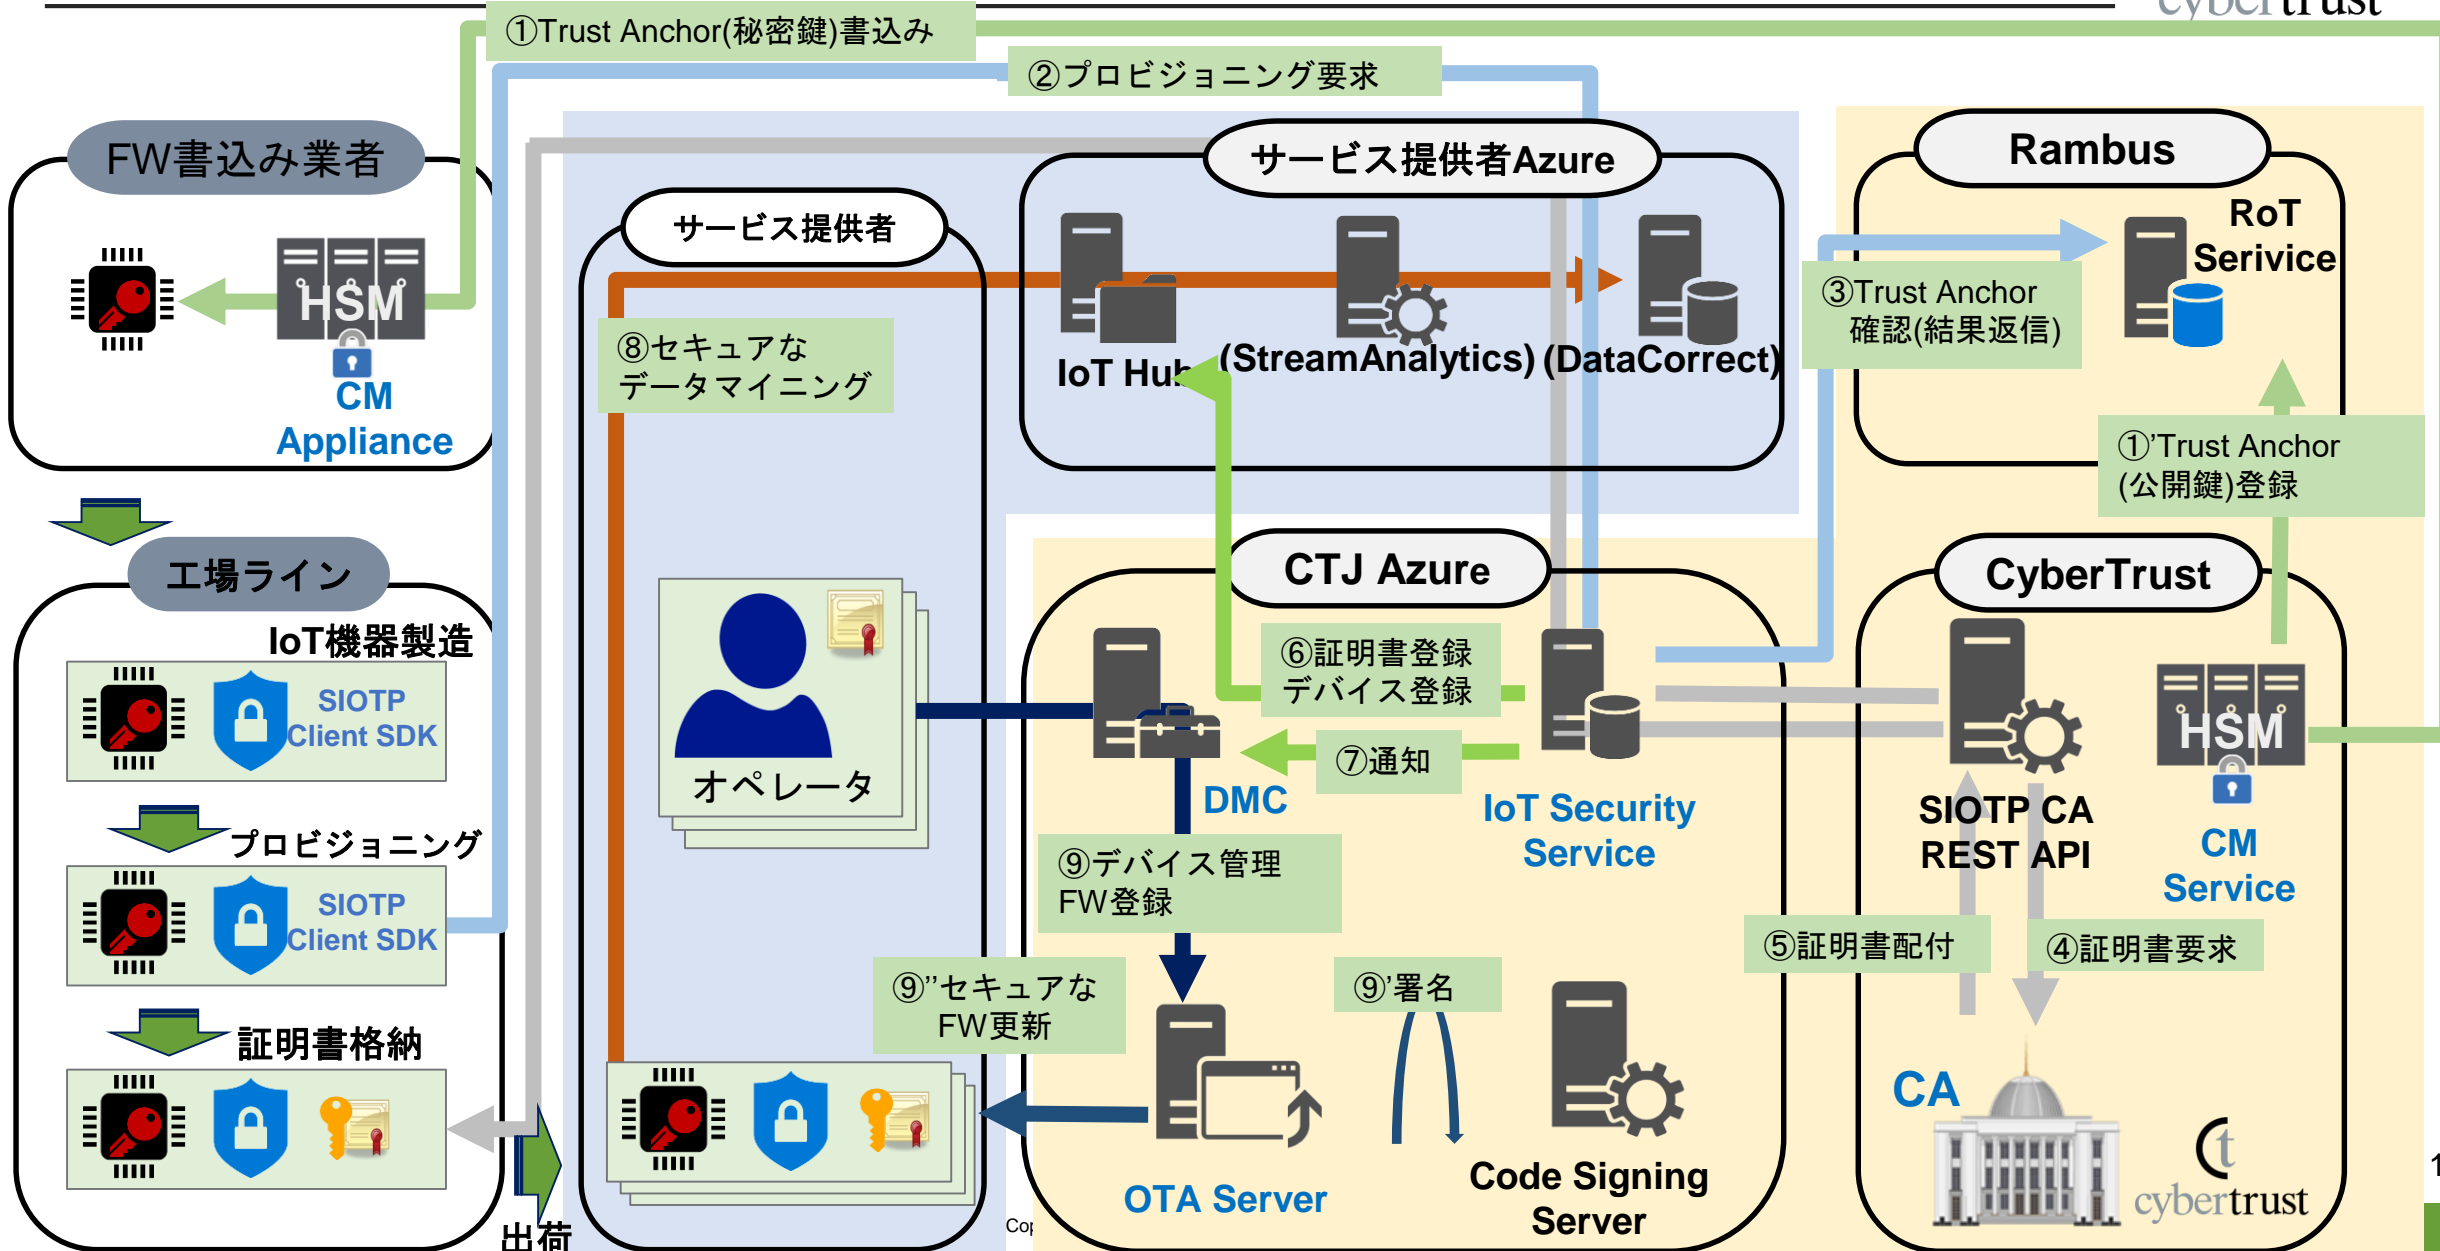 cybertrust
①Trust Anchor(秘密鍵)書込み
②プロビジョニング要求
FW書込み業者
HSM
CM
Appliance
サービス提供者
サービス提供者Azure
IoT Hub
(StreamAnalytics)
(DataCorrect)
Rambus
RoT
Serivice
③Trust Anchor
確認(結果返信)
①’Trust Anchor
(公開鍵)登録
⑧セキュアな
データマイニング
工場ライン
IoT機器製造
SIOTP
Client SDK
プロビジョニング
SIOTP
Client SDK
証明書格納
出荷
オペレータ
CTJ Azure
⑥証明書登録
デバイス登録
⑦通知
DMC
IoT Security
Service
⑨デバイス管理
FW登録
⑨’’セキュアな
FW更新
⑨’署名
OTA Server
Code Signing
Server
CyberTrust
SIOTP CA
REST API
HSM
CM
Service
⑤証明書配付
④証明書要求
CA
cybertrust